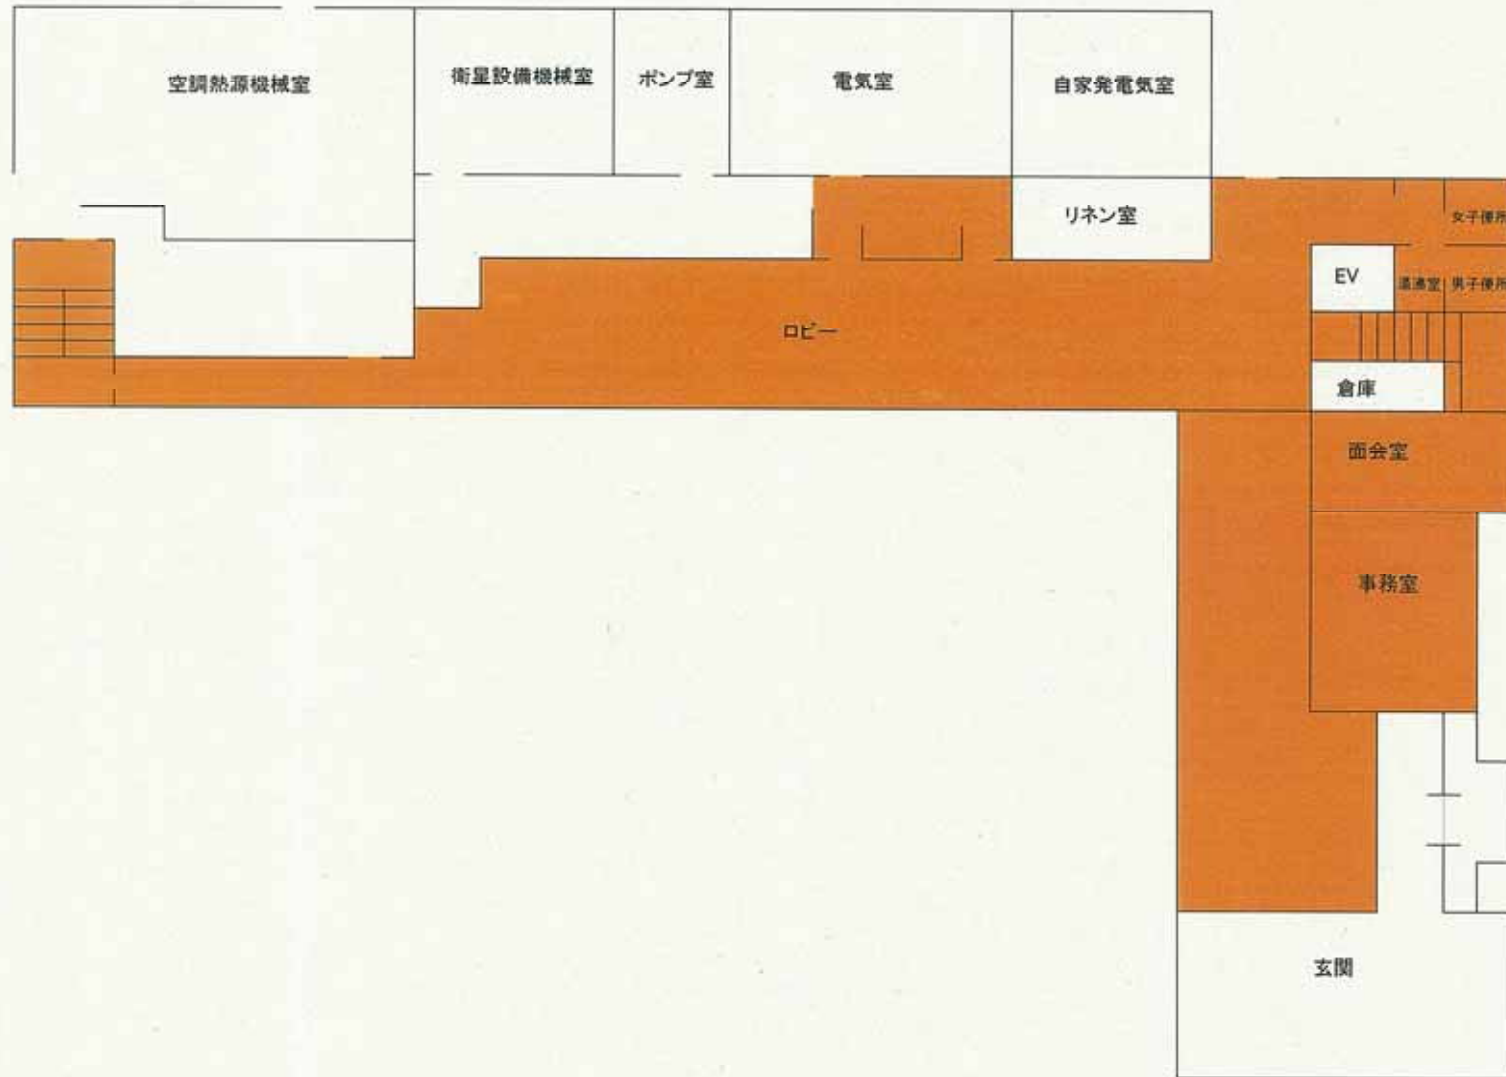 空調熱源機械室
衛星設備機械室
ポンプ室
電気室
自家発電気室
リネン室
女子便所
EV
湯沸室
男子便所
ロビー
倉庫
面会室
事務室
玄関